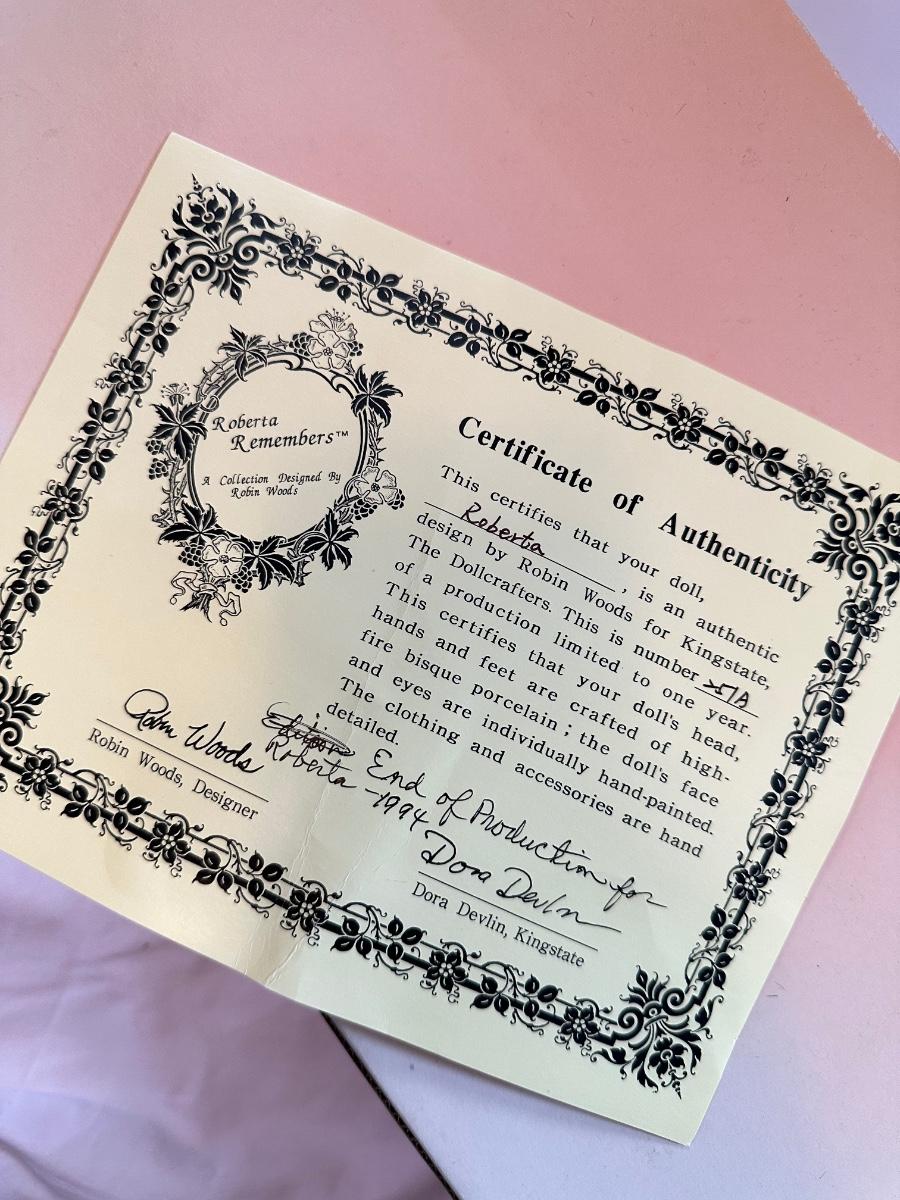 Roberta
Remembers™
A Collection Designed By
Robin Woods
Certificate of Authenticity
This certifies that your doll,
Roberta, is an authentic
design by Robin Woods for Kingstate,
The Dollcrafters. This is number
of a production limited to one year.
This certifies that your doll's head,
hands and feet are crafted of high-
fire bisque porcelain; the doll's face
and eyes are individually hand-painted.
The clothing and accessories are hand
detailed.
Robin Woods
Robin Woods, Designer
End of Production for
Roberta - 1994
Dora Devlin
Dora Devlin, Kingstate